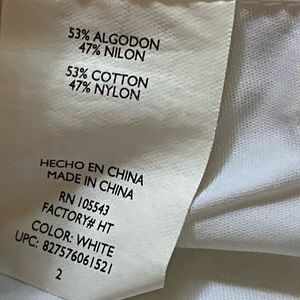 53% ALGODON
47% NILON
53% COTTON
47% NYLON
HECHO EN CHINA
MADE IN CHINA
RN 105543
FACTORY# HT
COLOR: WHITE
UPC: 827576061521
2